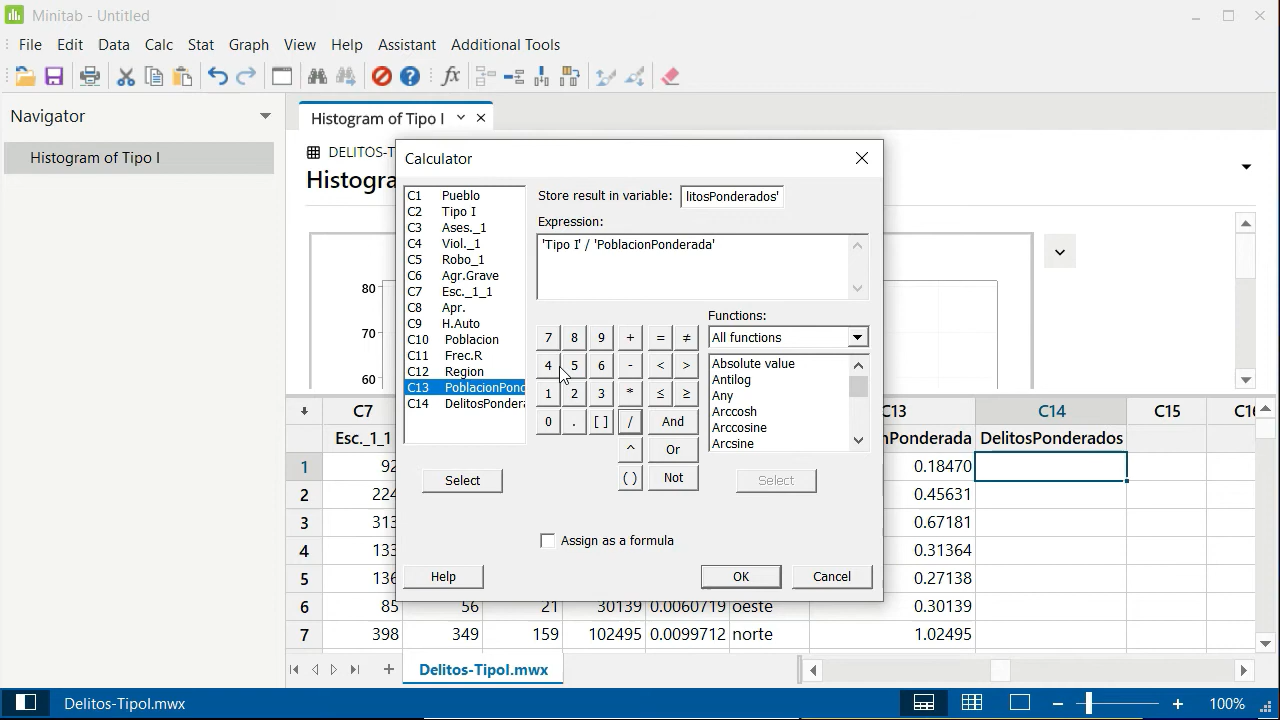 Minitab - Untitled
File Edit Data Calc Stat Graph View Help Assistant Additional Tools
Navigator
Histogram of Tipo I
Histogram of Tipo I
DELITOS-T
Histogra
80
70
60
Calculator
C1 Pueblo
C2 Tipo I
C3 Ases._1
C4 Viol._1
C5 Robo_1
C6 Agr.Grave
C7 Esc._1_1
C8 Apr.
C9 H.Auto
C10 Poblacion
C11 Frec.R
C12 Region
C13 PoblacionPond
C14 DelitosPondera
Select
Store result in variable: litosPonderados'
Expression:
'Tipo I' / 'PoblacionPonderada'
7 8 9 + = ≠
4 5 6 - < >
1 2 3 * ≤ ≥
0 . [ ] / And
^ Or
( ) Not
Functions:
All functions
Absolute value
Antilog
Any
Arccosh
Arccosine
Arcsine
Select
Assign as a formula
Help OK Cancel
C7 C13 C14 C15 C16
Esc._1_1 nPonderada DelitosPonderados
1 92 0.18470
2 224 0.45631
3 313 0.67181
4 133 0.31364
5 136 0.27138
6 85 56 21 30139 0.0060719 oeste 0.30139
7 398 349 159 102495 0.0099712 norte 1.02495
Delitos-TipoI.mwx
Delitos-TipoI.mwx
100%